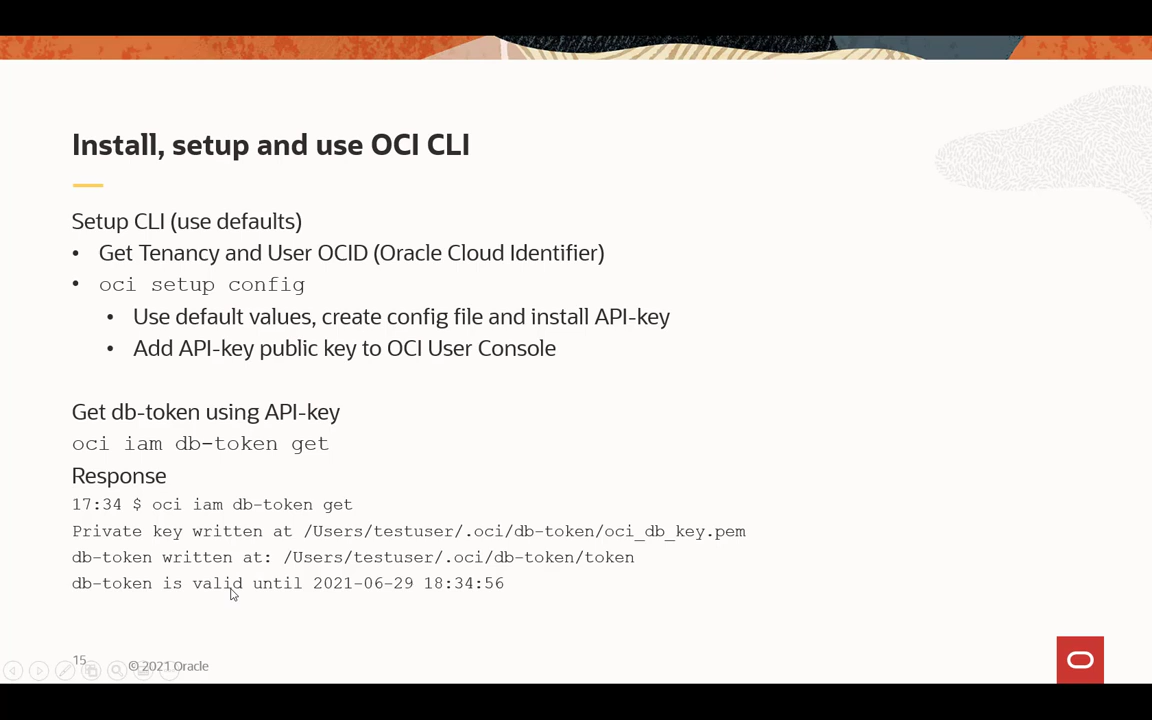 Install, setup and use OCI CLI
Setup CLI (use defaults)
• Get Tenancy and User OCID (Oracle Cloud Identifier)
• oci setup config
• Use default values, create config file and install API-key
• Add API-key public key to OCI User Console
Get db-token using API-key
oci iam db-token get
Response
17:34 $ oci iam db-token get
Private key written at /Users/testuser/.oci/db-token/oci_db_key.pem
db-token written at: /Users/testuser/.oci/db-token/token
db-token is valid until 2021-06-29 18:34:56
15
© 2021 Oracle